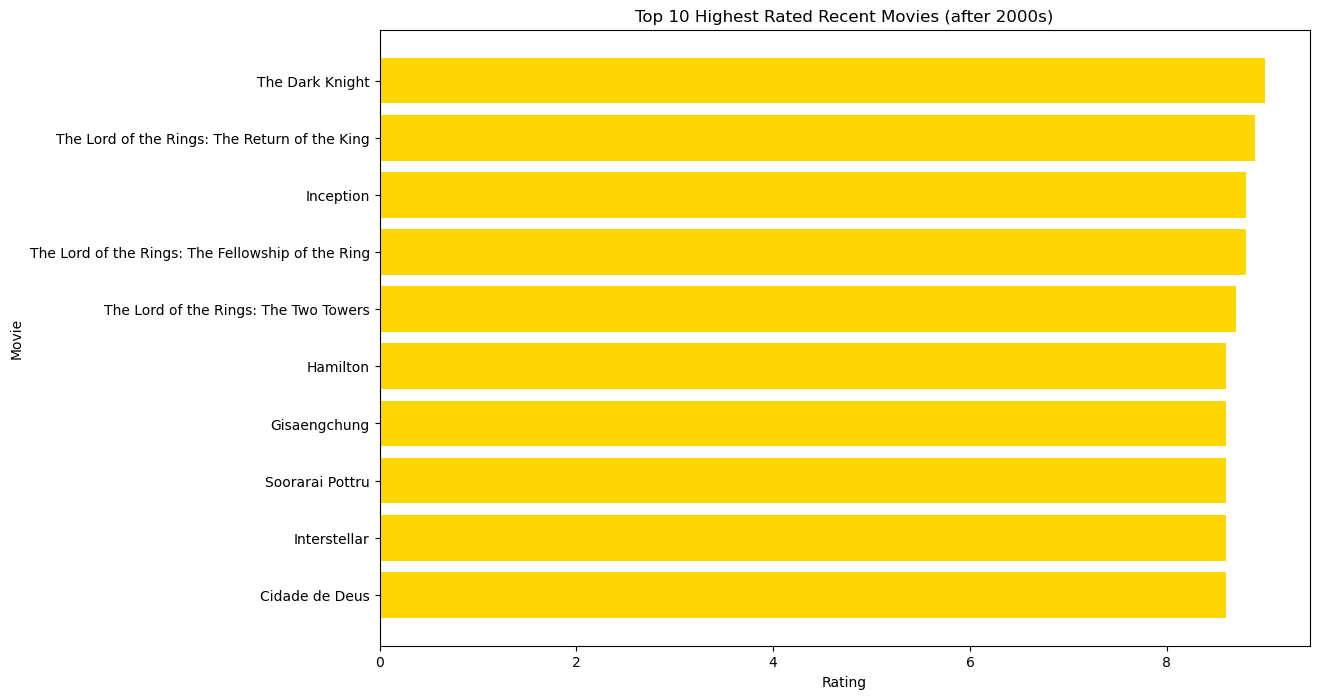 Top 10 Highest Rated Recent Movies (after 2000s)
The Dark Knight
The Lord of the Rings: The Return of the King
Inception
The Lord of the Rings: The Fellowship of the Ring
The Lord of the Rings: The Two Towers
Hamilton
Gisaengchung
Soorarai Pottru
Interstellar
Cidade de Deus
Movie
0 2 4 6 8
Rating